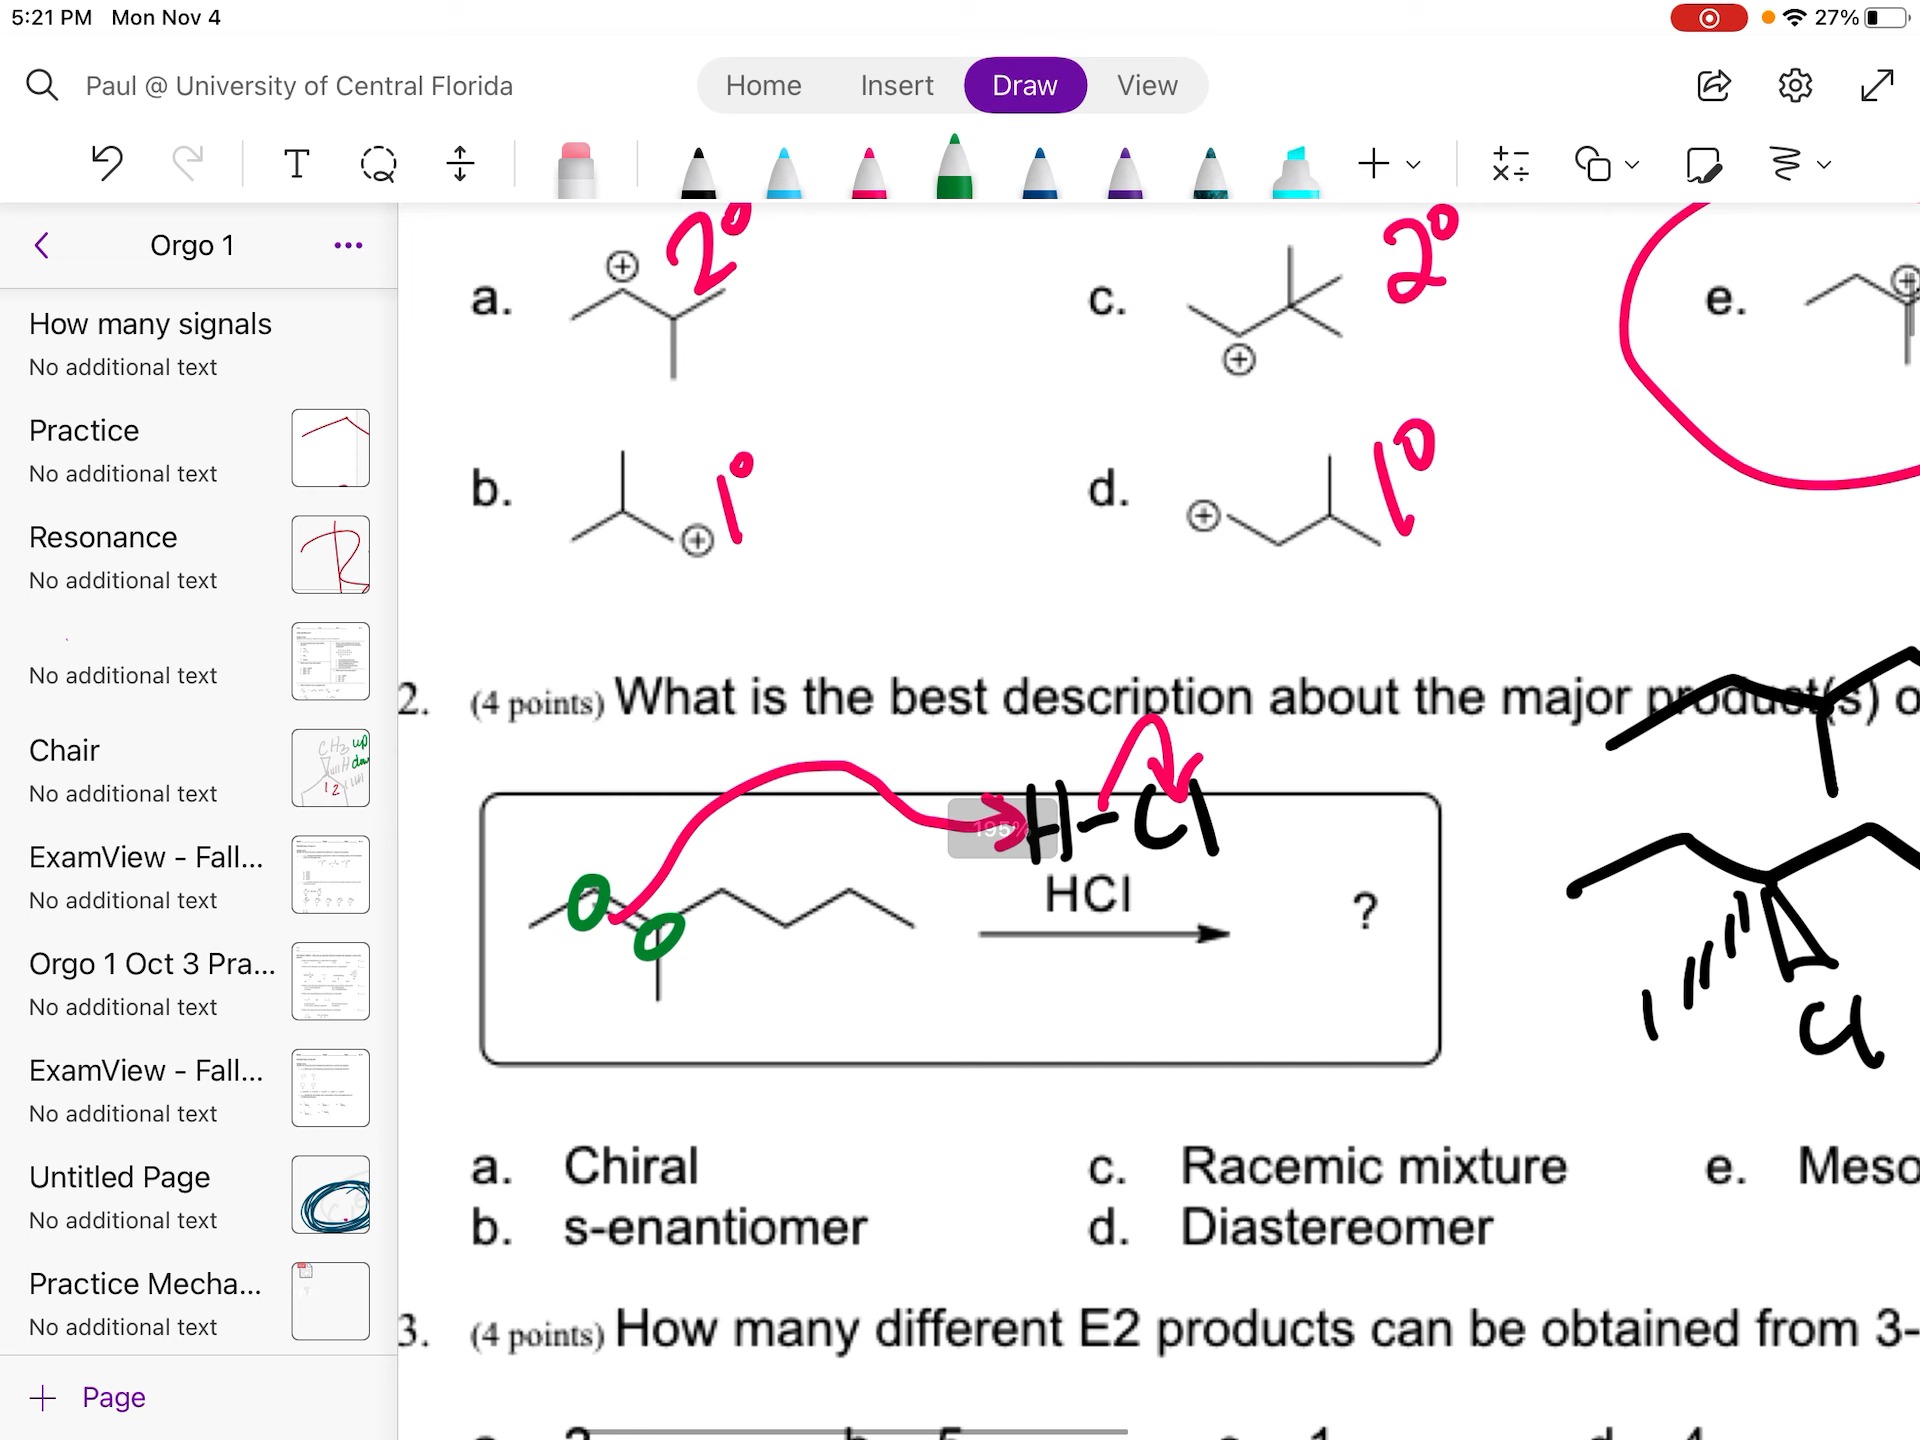 5:21 PM Mon Nov 4
27%
Paul @ University of Central Florida
Home Insert Draw View
T
Orgo 1
How many signals
No additional text
Practice
No additional text
Resonance
No additional text
No additional text
Chair
No additional text
ExamView - Fall...
No additional text
Orgo 1 Oct 3 Pra...
No additional text
ExamView - Fall...
No additional text
Untitled Page
No additional text
Practice Mecha...
No additional text
+ Page
a. 2° c. 2° e.
b. 1° d. 1°
2. (4 points) What is the best description about the major product(s) o
195%
H-Cl
HCl
?
Cl
a. Chiral c. Racemic mixture e. Meso
b. s-enantiomer d. Diastereomer
3. (4 points) How many different E2 products can be obtained from 3-